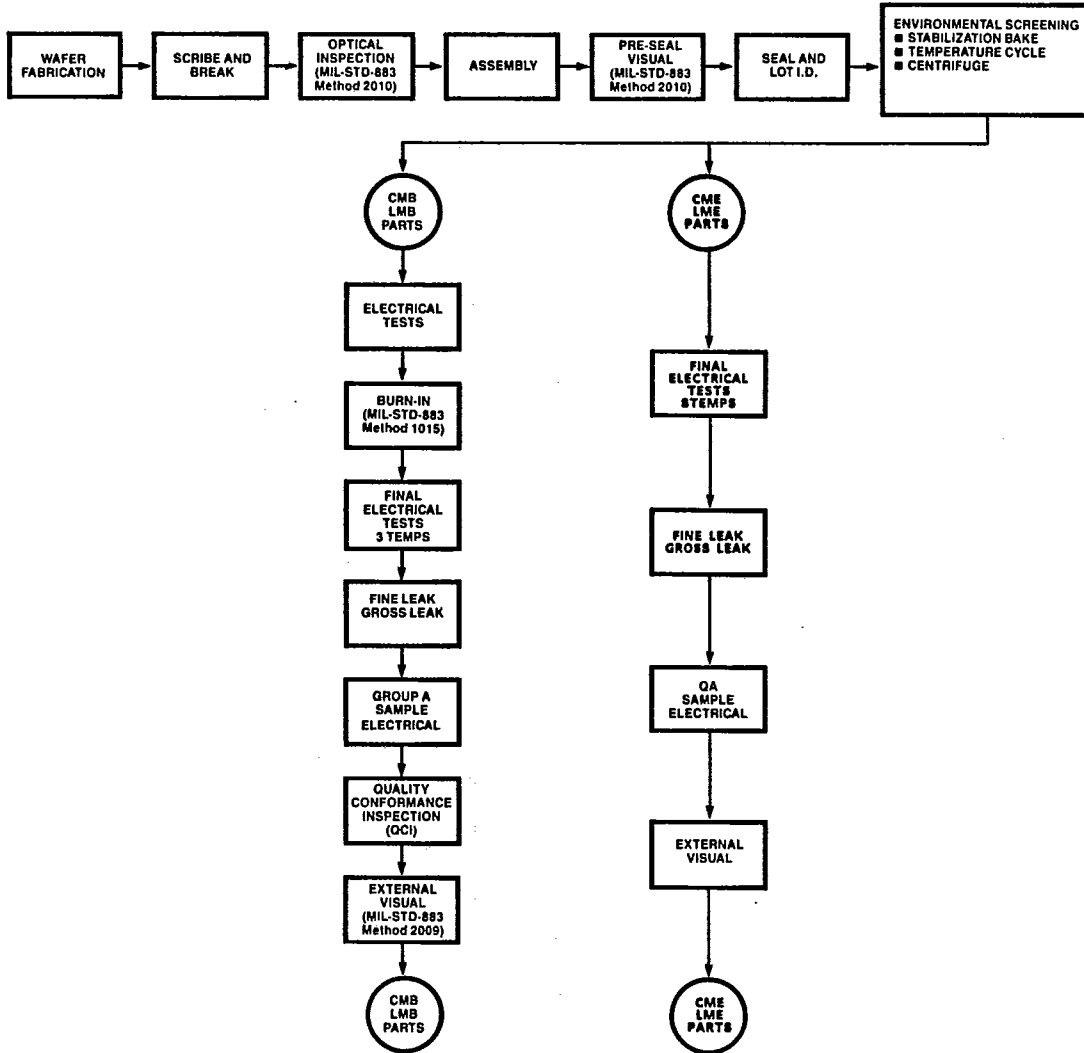 WAFER
FABRICATION
SCRIBE AND
BREAK
OPTICAL
INSPECTION
(MIL-STD-883
Method 2010)
ASSEMBLY
PRE-SEAL
VISUAL
(MIL-STD-883
Method 2010)
SEAL AND
LOT I.D.
ENVIRONMENTAL SCREENING
■ STABILIZATION BAKE
■ TEMPERATURE CYCLE
■ CENTRIFUGE
CMB
LMB
PARTS
ELECTRICAL
TESTS
BURN-IN
(MIL-STD-883
Method 1015)
FINAL
ELECTRICAL
TESTS
3 TEMPS
FINE LEAK
GROSS LEAK
GROUP A
SAMPLE
ELECTRICAL
QUALITY
CONFORMANCE
INSPECTION
(QCI)
EXTERNAL
VISUAL
(MIL-STD-883
Method 2009)
CMB
LMB
PARTS
CME
LME
PARTS
FINAL
ELECTRICAL
TESTS
STEMPS
FINE LEAK
GROSS LEAK
QA
SAMPLE
ELECTRICAL
EXTERNAL
VISUAL
CME
LME
PARTS